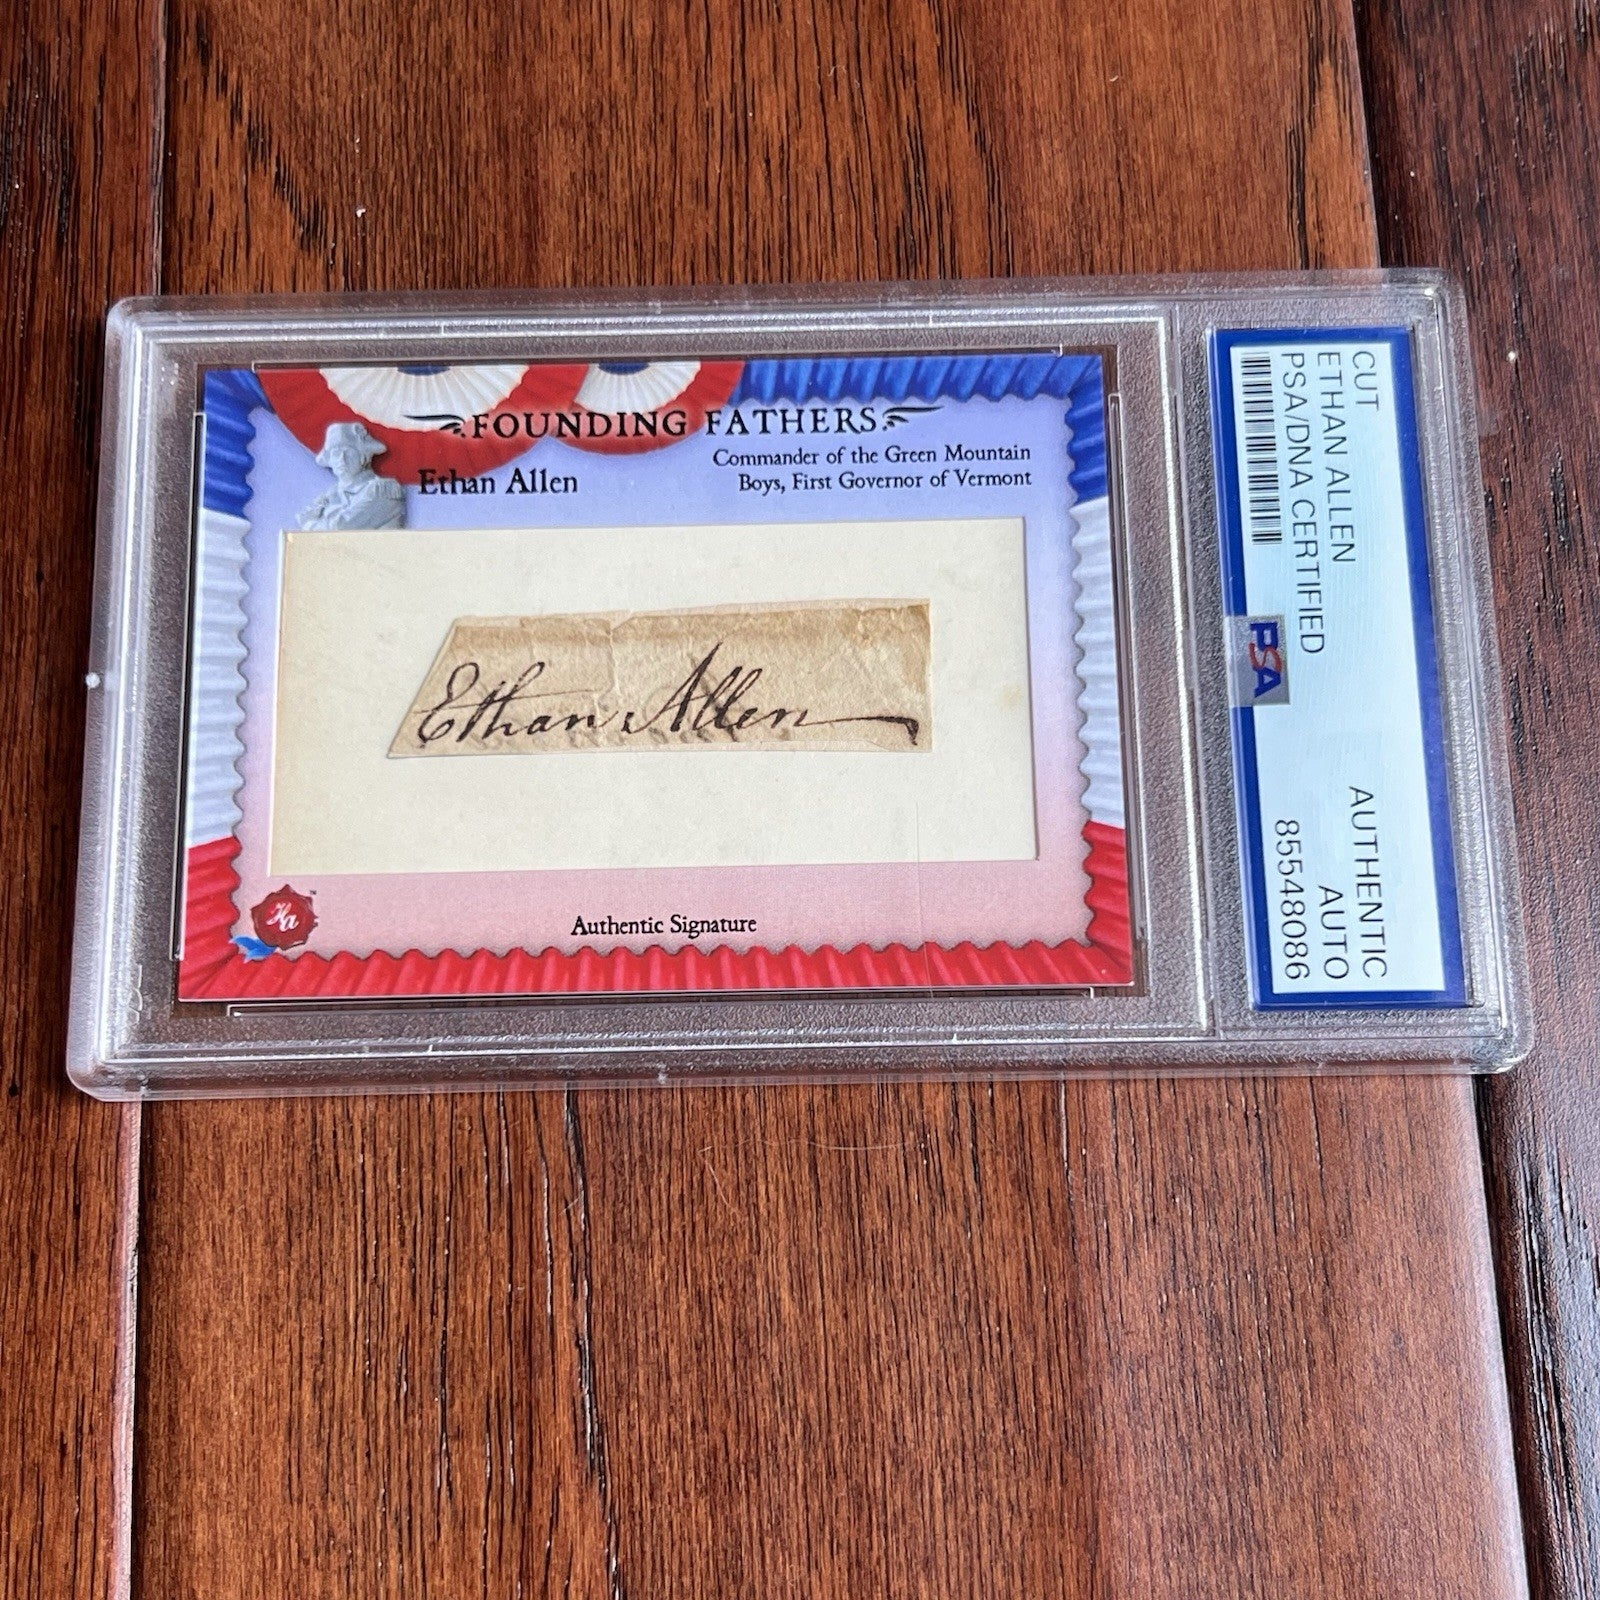 FOUNDING FATHERS
Ethan Allen
Commander of the Green Mountain
Boys, First Governor of Vermont
Ethan Allen
Ha
Authentic Signature
CUT
ETHAN ALLEN
PSA/DNA CERTIFIED
AUTHENTIC
AUTO
85548086
PSA